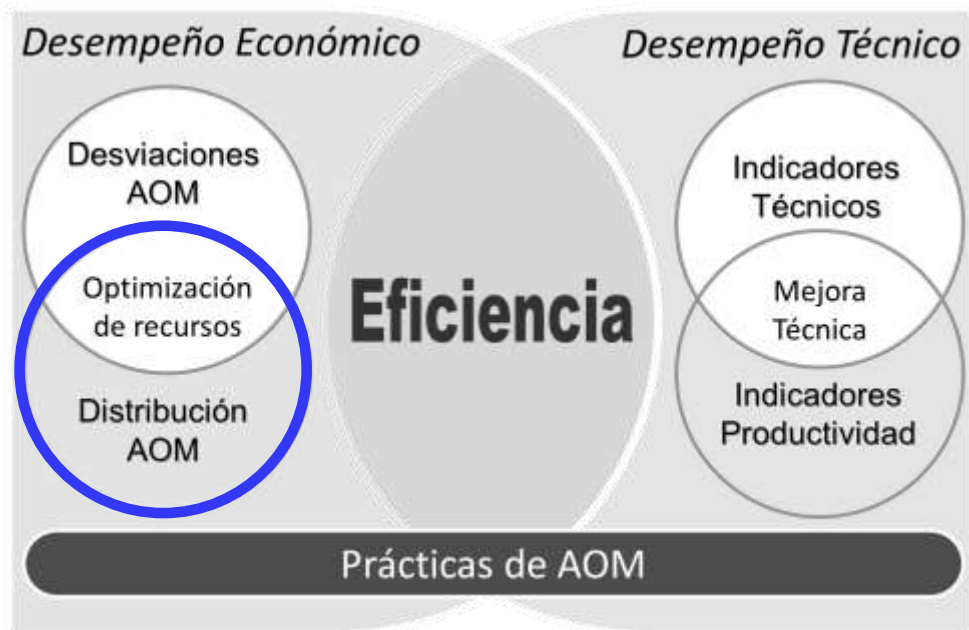 Desempeño Económico
Desempeño Técnico
Desviaciones
AOM
Optimización
de recursos
Distribución
AOM
Eficiencia
Indicadores
Técnicos
Mejora
Técnica
Indicadores
Productividad
Prácticas de AOM